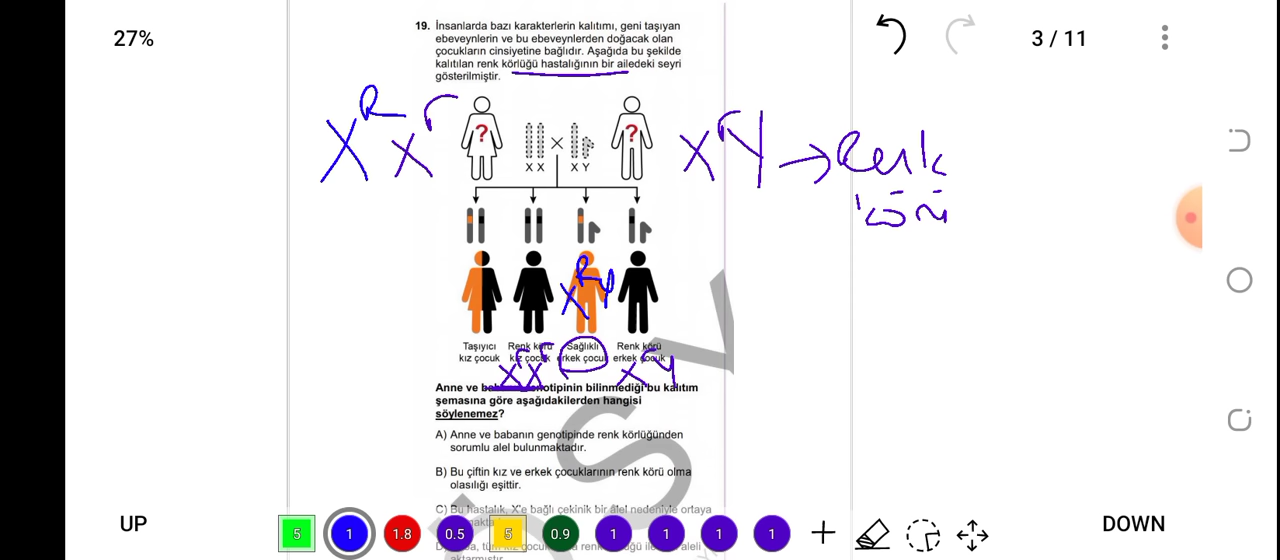 27%
3 / 11
19. İnsanlarda bazı karakterlerin kalıtımı, geni taşıyan
ebeveynlerin ve bu ebeveynlerden doğacak olan
çocukların cinsiyetine bağlıdır. Aşağıda bu şekilde
kalıtılan renk körlüğü hastalığının bir ailedeki seyri
gösterilmiştir.
X^R X^r
?
X X
X
X Y
?
X^r Y → Renk
körü
X^R Y
Taşıyıcı
kız çocuk
Renk körü
kız çocuk
Sağlıklı
erkek çocuk
Renk körü
erkek çocuk
X^r X^r
X^r Y
Anne ve babanın genotipinin bilinmediği bu kalıtım
şemasına göre aşağıdakilerden hangisi
söylenemez?
A) Anne ve babanın genotipinde renk körlüğünden
sorumlu alel bulunmaktadır.
B) Bu çiftin kız ve erkek çocuklarının renk körü olma
olasılığı eşittir.
C) Bu hastalık, X'e bağlı çekinik bir alel nedeniyle ortaya
ÖSY
UP
5
1
1.8
0.5
5
0.9
1
1
1
1
DOWN